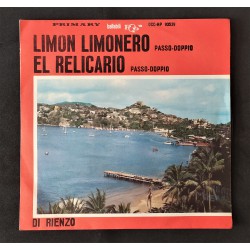 PRIMARY
LIMON LIMONERO PASSO-DOPPIO
EL RELICARIO PASSO-DOPPIO
DI RIENZO